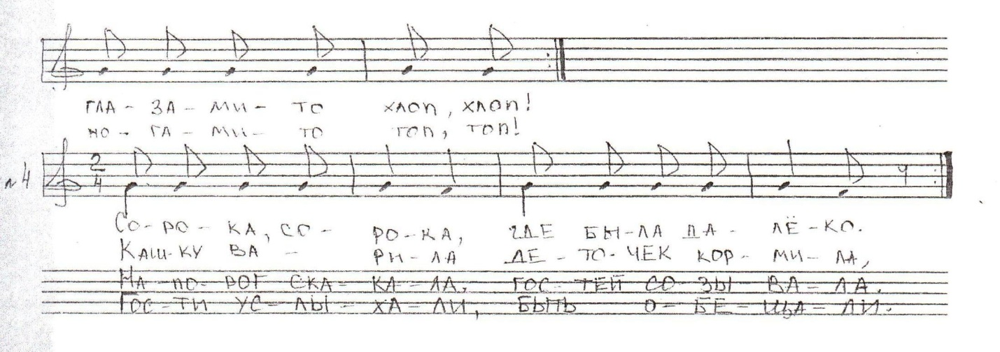 ГЛА - ЗА - МИ - ТО ХЛОП, ХЛОП!
НО - ГА - МИ - ТО ТОП, ТОП!
№4 2/4
СО-РО-КА, СО- РО-КА, ГДЕ БЫ-ЛА ДА- ЛЁ-КО.
КАШ-КУ ВА- РИ-ЛА ДЕ-ТО-ЧЕК КОР- МИ-ЛА,
НА ПО-РОГ СКА-КА-ЛА. ГОС-ТЕЙ СО-ЗЫ ВА-ЛА.
ГОС-ТИ УС-ЛЫ-ХА-ЛИ, БЫТЬ О-БЕ-ЩА-ЛИ.